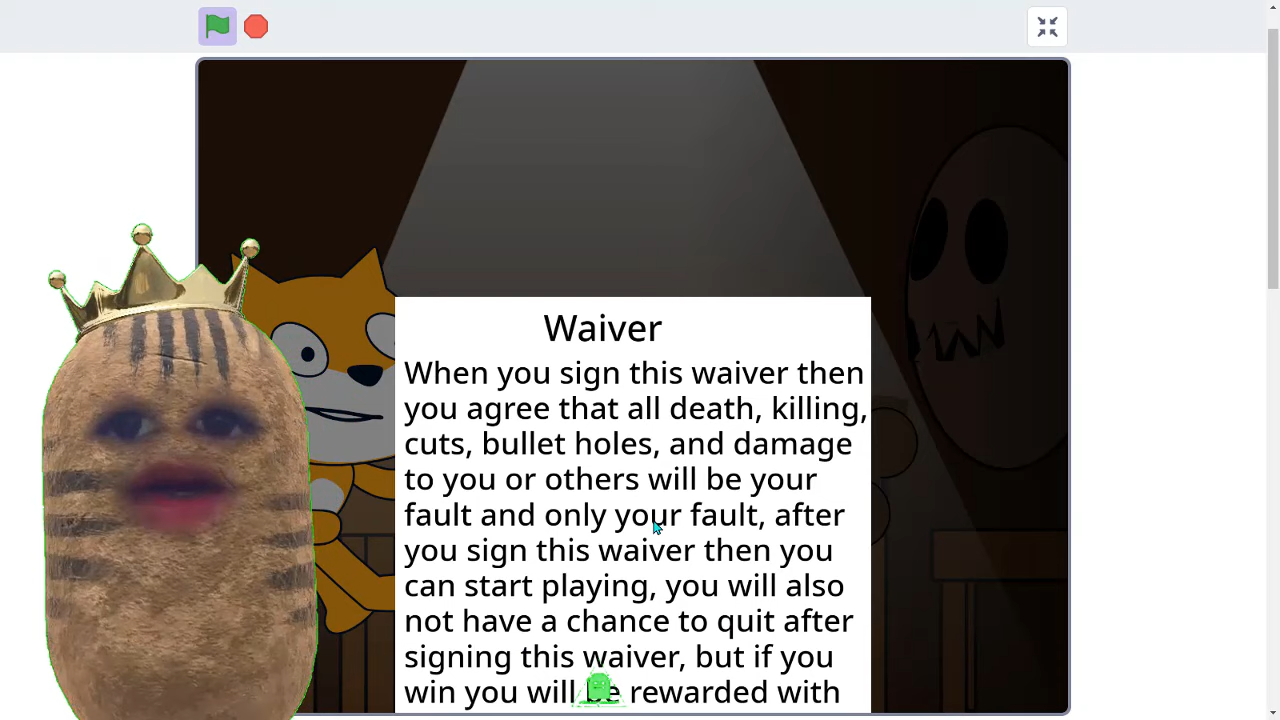 Waiver
When you sign this waiver then
you agree that all death, killing,
cuts, bullet holes, and damage
to you or others will be your
fault and only your fault, after
you sign this waiver then you
can start playing, you will also
not have a chance to quit after
signing this waiver, but if you
win you will be rewarded with